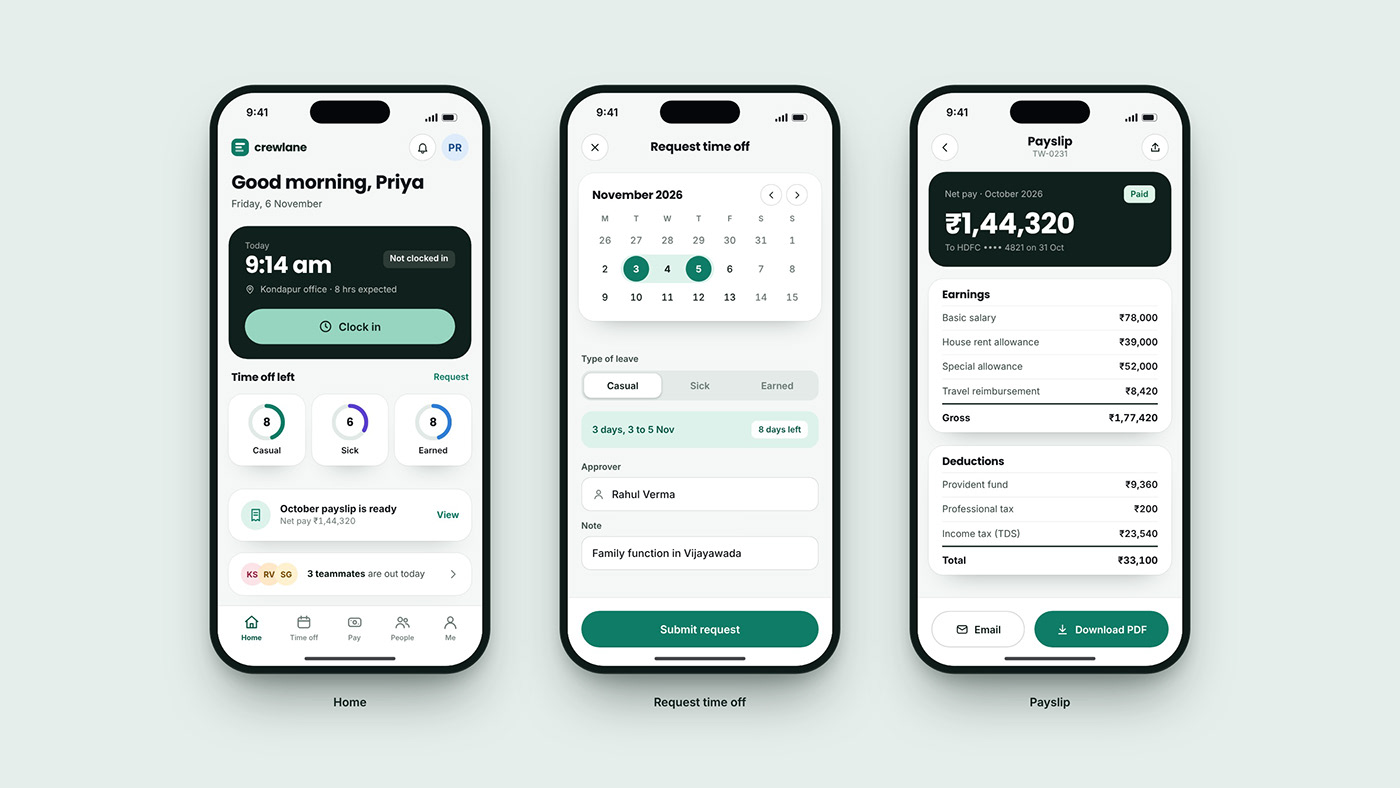 9:41
crewlane
PR
Good morning, Priya
Friday, 6 November
Today
9:14 am
Not clocked in
Kondapur office · 8 hrs expected
Clock in
Time off left
Request
8
6
8
Casual
Sick
Earned
October payslip is ready
Net pay ₹1,44,320
View
KS RV SG
3 teammates are out today
Home
Time off
Pay
People
Me
Home
9:41
Request time off
November 2026
M T W T F S S
26 27 28 29 30 31 1
2 3 4 5 6 7 8
9 10 11 12 13 14 15
Type of leave
Casual
Sick
Earned
3 days, 3 to 5 Nov
8 days left
Approver
Rahul Verma
Note
Family function in Vijayawada
Submit request
Request time off
9:41
Payslip
TW-0231
Net pay · October 2026
Paid
₹1,44,320
To HDFC •••• 4821 on 31 Oct
Earnings
Basic salary ₹78,000
House rent allowance ₹39,000
Special allowance ₹52,000
Travel reimbursement ₹8,420
Gross ₹1,77,420
Deductions
Provident fund ₹9,360
Professional tax ₹200
Income tax (TDS) ₹23,540
Total ₹33,100
Email
Download PDF
Payslip